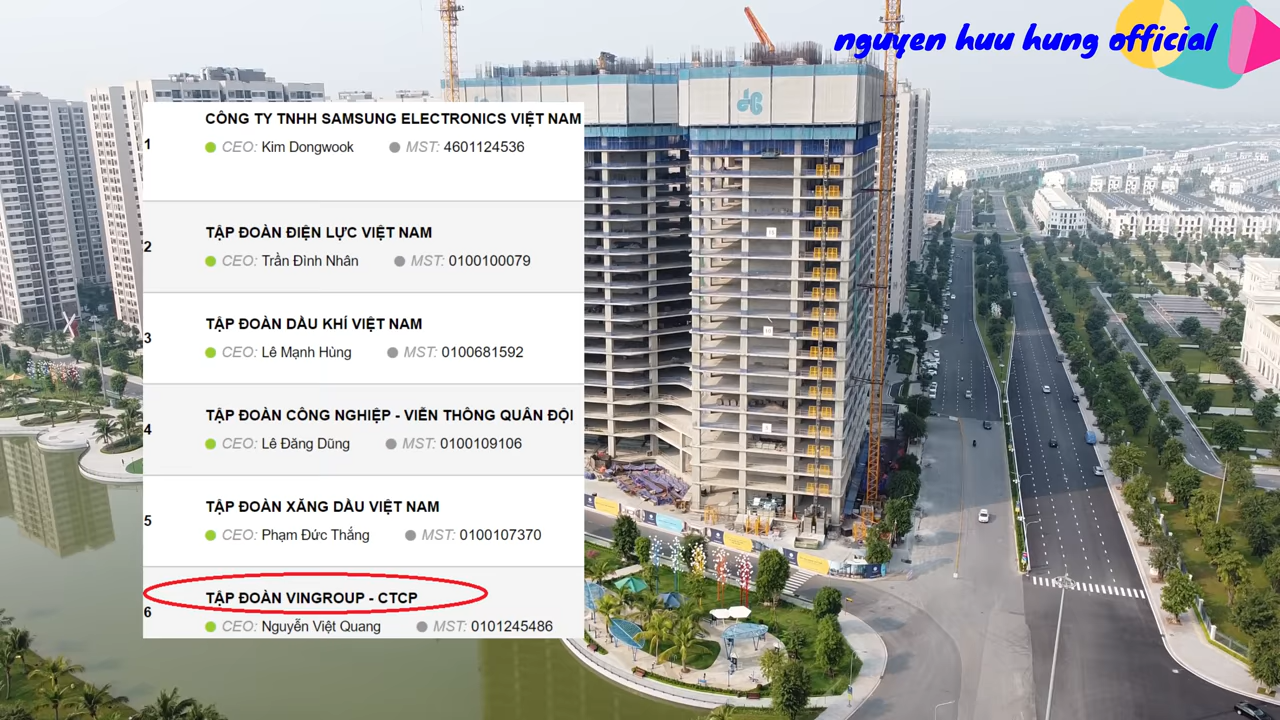 nguyen huu hung official
1
CÔNG TY TNHH SAMSUNG ELECTRONICS VIỆT NAM
CEO: Kim Dongwook MST: 4601124536
2
TẬP ĐOÀN ĐIỆN LỰC VIỆT NAM
CEO: Trần Đình Nhân MST: 0100100079
3
TẬP ĐOÀN DẦU KHÍ VIỆT NAM
CEO: Lê Mạnh Hùng MST: 0100681592
4
TẬP ĐOÀN CÔNG NGHIỆP - VIỄN THÔNG QUÂN ĐỘI
CEO: Lê Đăng Dũng MST: 0100109106
5
TẬP ĐOÀN XĂNG DẦU VIỆT NAM
CEO: Phạm Đức Thắng MST: 0100107370
6
TẬP ĐOÀN VINGROUP - CTCP
CEO: Nguyễn Việt Quang MST: 0101245486